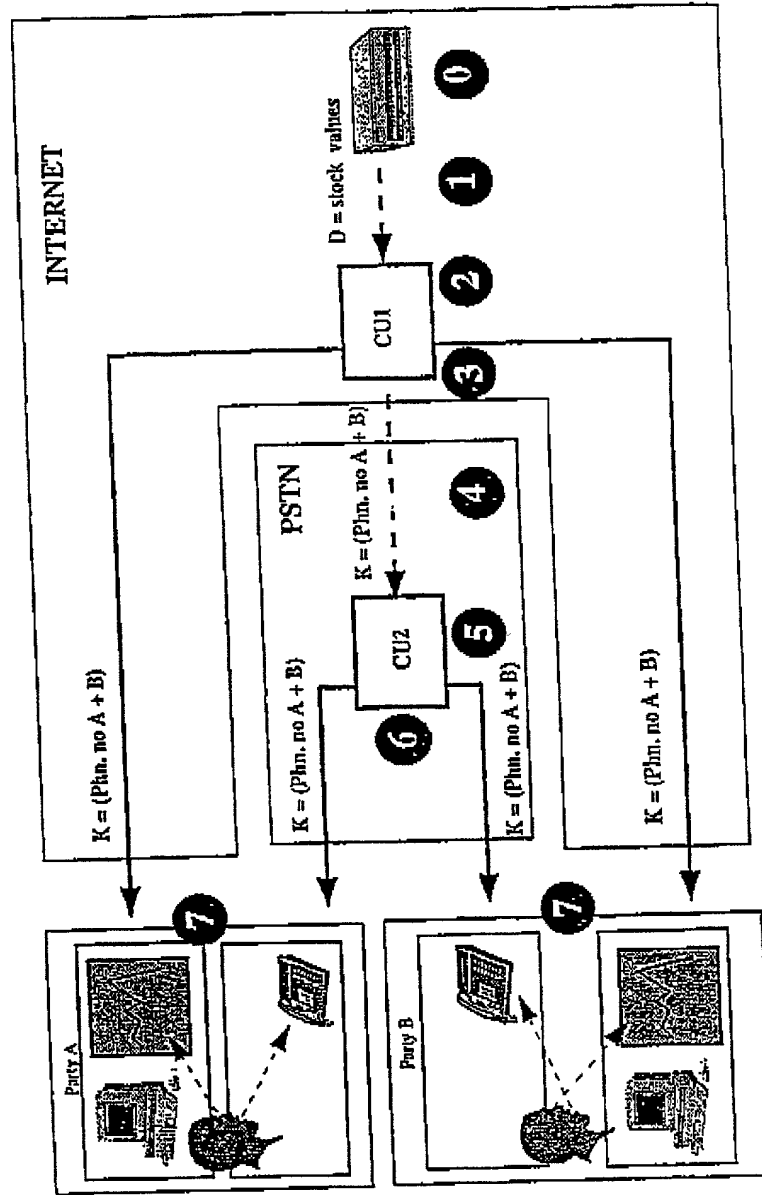 INTERNET
D = stock values
0
1
CU1
2
3
K = (Phn. no A + B)
PSTN
4
CU2
5
6
K = (Phn. no A + B)
K = (Phn. no A + B)
K = (Phn. no A + B)
K = (Phn. no A + B)
Party A
7
Party B
7